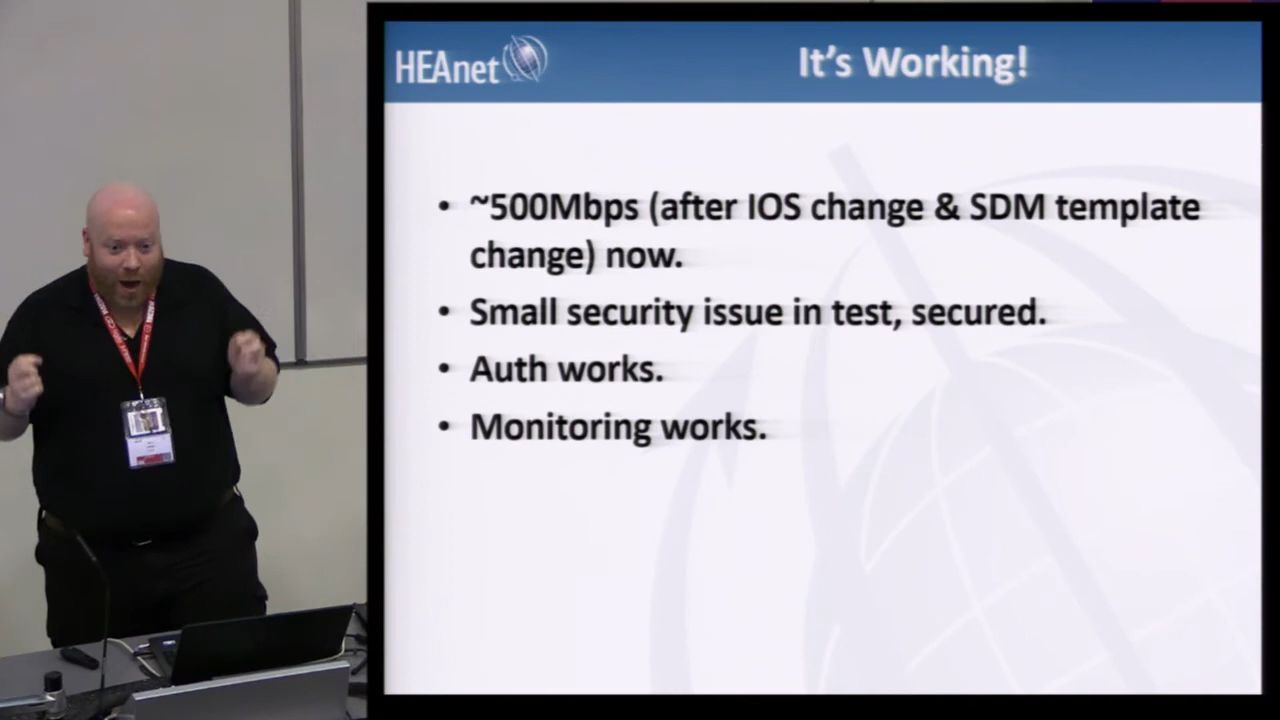 HEAnet
It's Working!
• ~500Mbps (after IOS change & SDM template
change) now.
• Small security issue in test, secured.
• Auth works.
• Monitoring works.